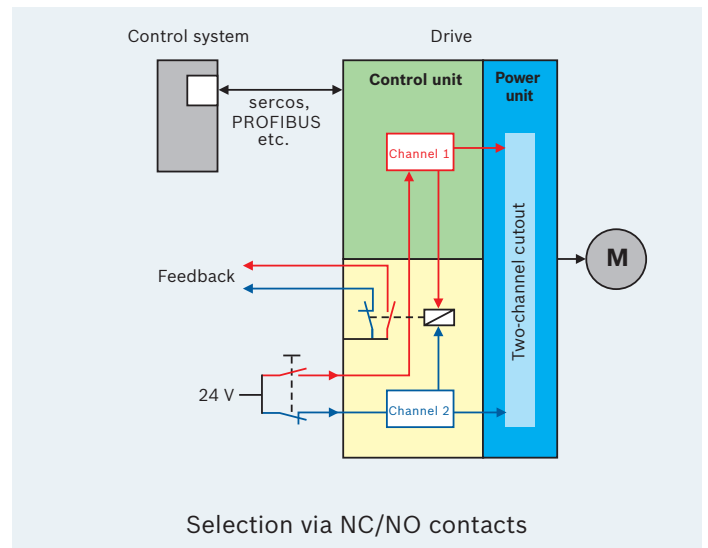 Control system
Drive
Control unit
Power
unit
sercos,
PROFIBUS
etc.
Channel 1
Two-channel cutout
M
Feedback
24 V
Channel 2
Selection via NC/NO contacts